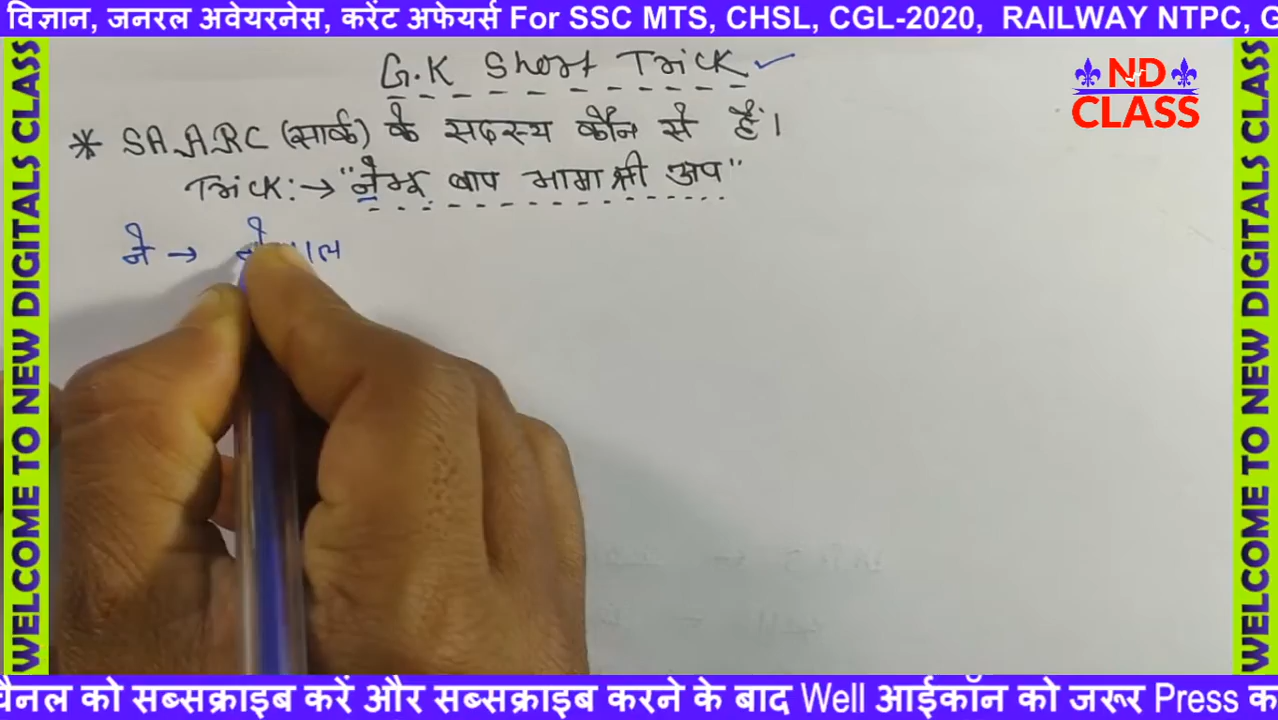 विज्ञान, जनरल अवेयरनेस, करेंट अफेयर्स For SSC MTS, CHSL, CGL-2020, RAILWAY NTPC, G
ND
CLASS
G.K Short Trick
* SAARC (सार्क) के सदस्य कौन से हैं।
Trick:→ " बाप मामा श्री अप"
ने →
WELCOME TO NEW DIGITALS CLASS
WELCOME TO NEW DIGITALS CLASS
चैनल को सब्सक्राइब करें और सब्सक्राइब करने के बाद Well आईकॉन को जरूर Press क